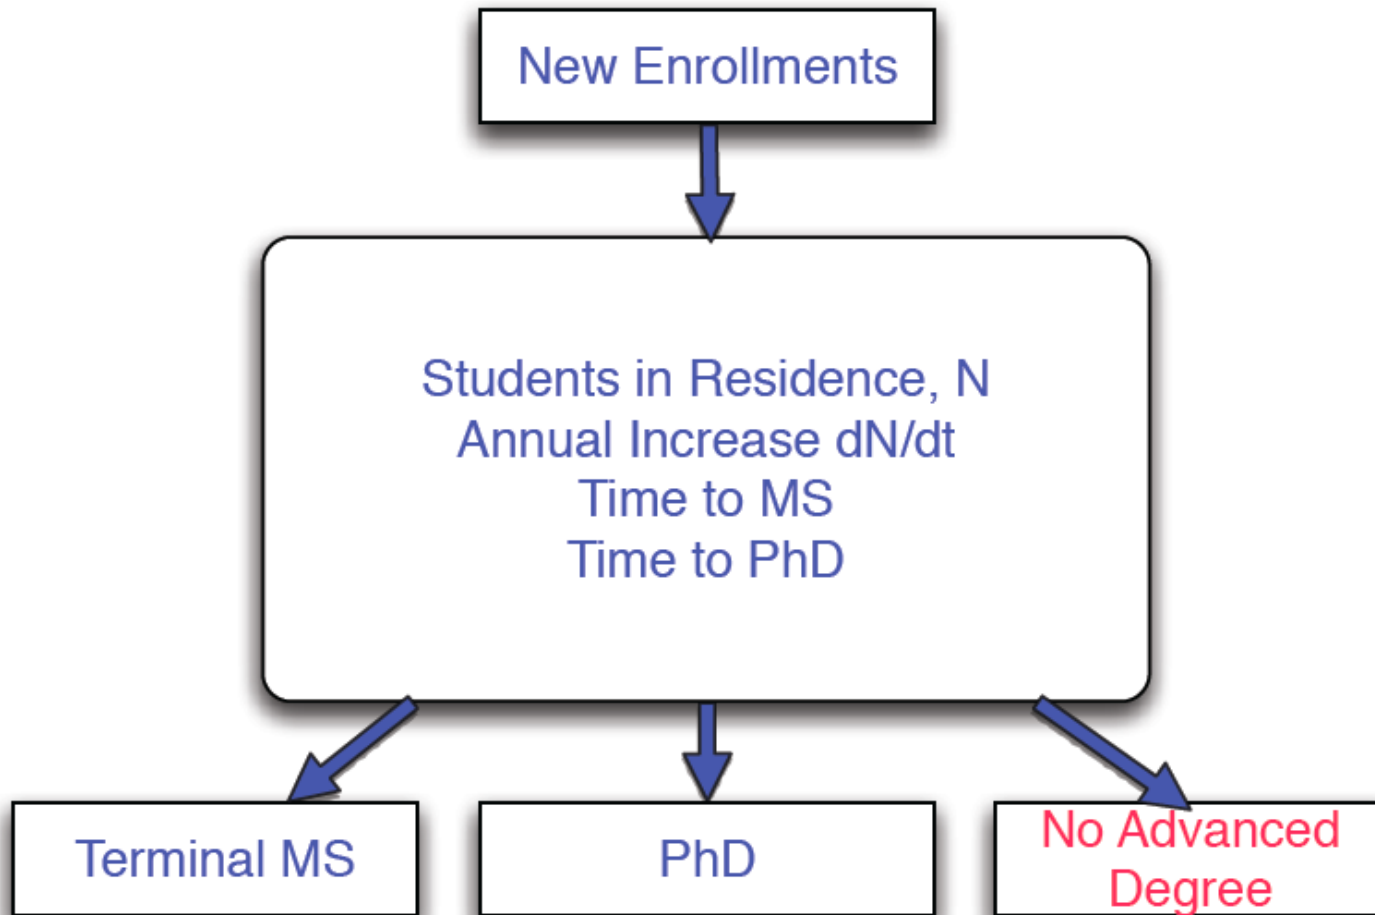 New Enrollments
Students in Residence, N
Annual Increase dN/dt
Time to MS
Time to PhD
Terminal MS
PhD
No Advanced
Degree